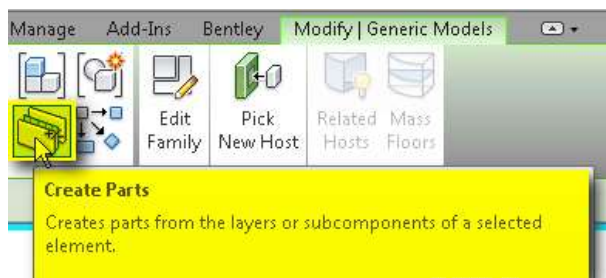 Manage Add-Ins Bentley Modify | Generic Models
Edit Family
Pick New Host
Related Hosts
Mass Floors
Create Parts
Creates parts from the layers or subcomponents of a selected
element.